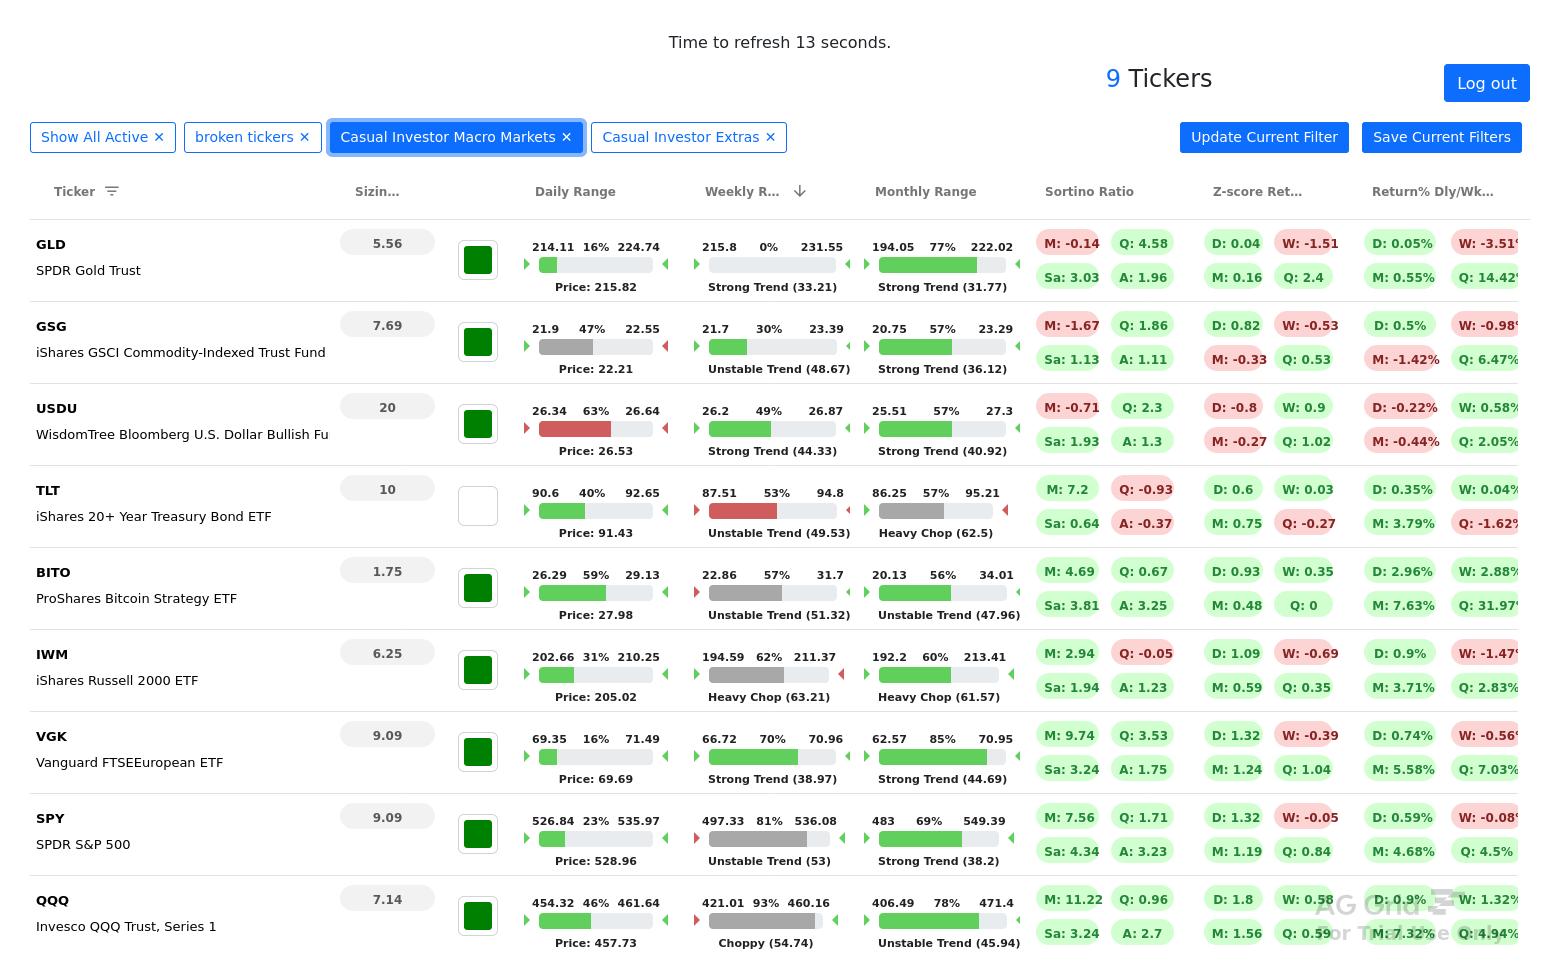 Time to refresh 13 seconds.
9 Tickers
Log out
Show All Active ✕ broken tickers ✕ Casual Investor Macro Markets ✕ Casual Investor Extras ✕ Update Current Filter Save Current Filters
Ticker Sizin... Daily Range Weekly R... Monthly Range Sortino Ratio Z-score Ret... Return% Dly/Wk...
GLD 5.56 214.11 16% 224.74 215.8 0% 231.55 194.05 77% 222.02 M: -0.14 Q: 4.58 D: 0.04 W: -1.51 D: 0.05% W: -3.51%
SPDR Gold Trust Price: 215.82 Strong Trend (33.21) Strong Trend (31.77) Sa: 3.03 A: 1.96 M: 0.16 Q: 2.4 M: 0.55% Q: 14.42%
GSG 7.69 21.9 47% 22.55 21.7 30% 23.39 20.75 57% 23.29 M: -1.67 Q: 1.86 D: 0.82 W: -0.53 D: 0.5% W: -0.98%
iShares GSCI Commodity-Indexed Trust Fund Price: 22.21 Unstable Trend (48.67) Strong Trend (36.12) Sa: 1.13 A: 1.11 M: -0.33 Q: 0.53 M: -1.42% Q: 6.47%
USDU 20 26.34 63% 26.64 26.2 49% 26.87 25.51 57% 27.3 M: -0.71 Q: 2.3 D: -0.8 W: 0.9 D: -0.22% W: 0.58%
WisdomTree Bloomberg U.S. Dollar Bullish Fu Price: 26.53 Strong Trend (44.33) Strong Trend (40.92) Sa: 1.93 A: 1.3 M: -0.27 Q: 1.02 M: -0.44% Q: 2.05%
TLT 10 90.6 40% 92.65 87.51 53% 94.8 86.25 57% 95.21 M: 7.2 Q: -0.93 D: 0.6 W: 0.03 D: 0.35% W: 0.04%
iShares 20+ Year Treasury Bond ETF Price: 91.43 Unstable Trend (49.53) Heavy Chop (62.5) Sa: 0.64 A: -0.37 M: 0.75 Q: -0.27 M: 3.79% Q: -1.62%
BITO 1.75 26.29 59% 29.13 22.86 57% 31.7 20.13 56% 34.01 M: 4.69 Q: 0.67 D: 0.93 W: 0.35 D: 2.96% W: 2.88%
ProShares Bitcoin Strategy ETF Price: 27.98 Unstable Trend (51.32) Unstable Trend (47.96) Sa: 3.81 A: 3.25 M: 0.48 Q: 0 M: 7.63% Q: 31.97%
IWM 6.25 202.66 31% 210.25 194.59 62% 211.37 192.2 60% 213.41 M: 2.94 Q: -0.05 D: 1.09 W: -0.69 D: 0.9% W: -1.47%
iShares Russell 2000 ETF Price: 205.02 Heavy Chop (63.21) Heavy Chop (61.57) Sa: 1.94 A: 1.23 M: 0.59 Q: 0.35 M: 3.71% Q: 2.83%
VGK 9.09 69.35 16% 71.49 66.72 70% 70.96 62.57 85% 70.95 M: 9.74 Q: 3.53 D: 1.32 W: -0.39 D: 0.74% W: -0.56%
Vanguard FTSEEuropean ETF Price: 69.69 Strong Trend (38.97) Strong Trend (44.69) Sa: 3.24 A: 1.75 M: 1.24 Q: 1.04 M: 5.58% Q: 7.03%
SPY 9.09 526.84 23% 535.97 497.33 81% 536.08 483 69% 549.39 M: 7.56 Q: 1.71 D: 1.32 W: -0.05 D: 0.59% W: -0.08%
SPDR S&P 500 Price: 528.96 Unstable Trend (53) Strong Trend (38.2) Sa: 4.34 A: 3.23 M: 1.19 Q: 0.84 M: 4.68% Q: 4.5%
QQQ 7.14 454.32 46% 461.64 421.01 93% 460.16 406.49 78% 471.4 M: 11.22 Q: 0.96 D: 1.8 W: 0.58 D: 0.9% W: 1.32%
Invesco QQQ Trust, Series 1 Price: 457.73 Choppy (54.74) Unstable Trend (45.94) Sa: 3.24 A: 2.7 M: 1.56 Q: 0.59 M: 7.32% Q: 4.94%
AG Grid
For Trial Use Only